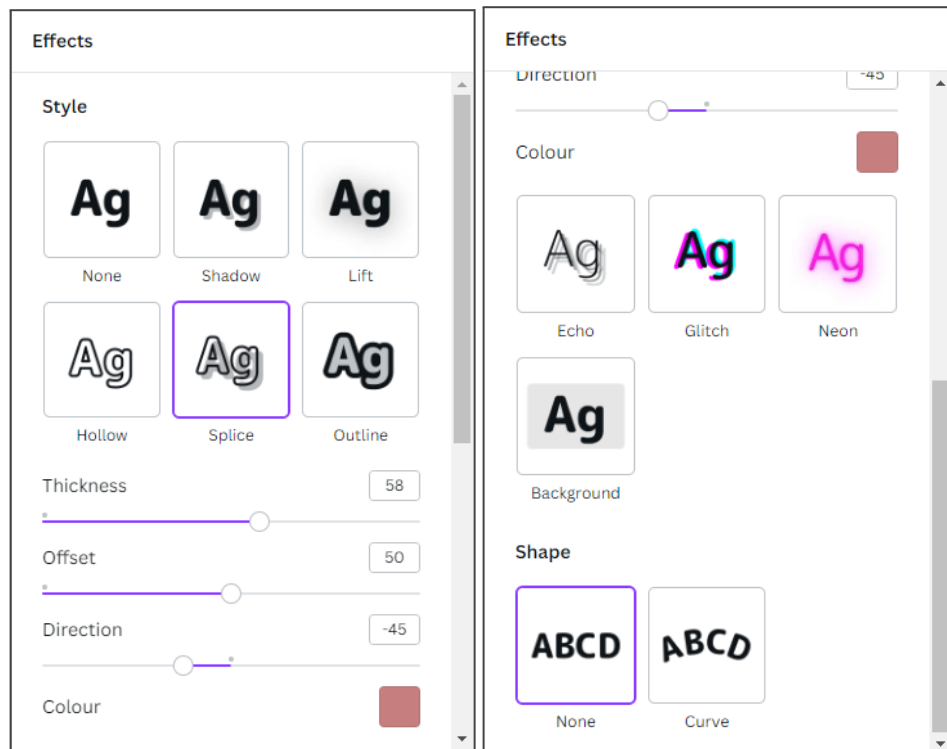 Effects
Style
Ag Ag Ag
None Shadow Lift
Ag Ag Ag
Hollow Splice Outline
Thickness 58
Offset 50
Direction -45
Colour
Effects
Direction -45
Colour
Ag Ag Ag
Echo Glitch Neon
Ag
Background
Shape
ABCD ABCD
None Curve